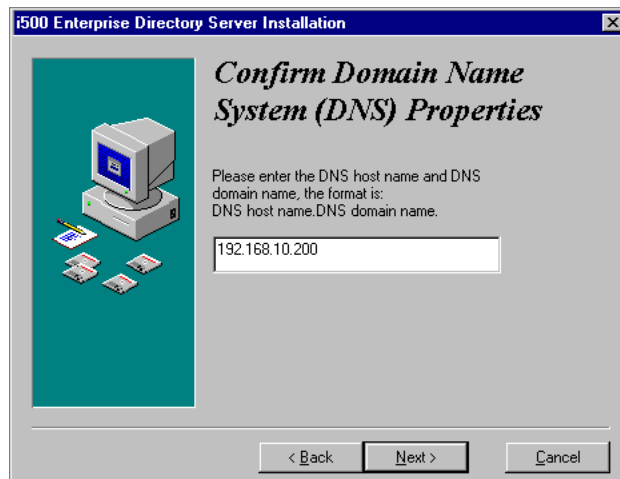 i500 Enterprise Directory Server Installation
Confirm Domain Name
System (DNS) Properties
Please enter the DNS host name and DNS
domain name, the format is:
DNS host name.DNS domain name.
192.168.10.200
< Back
Next >
Cancel